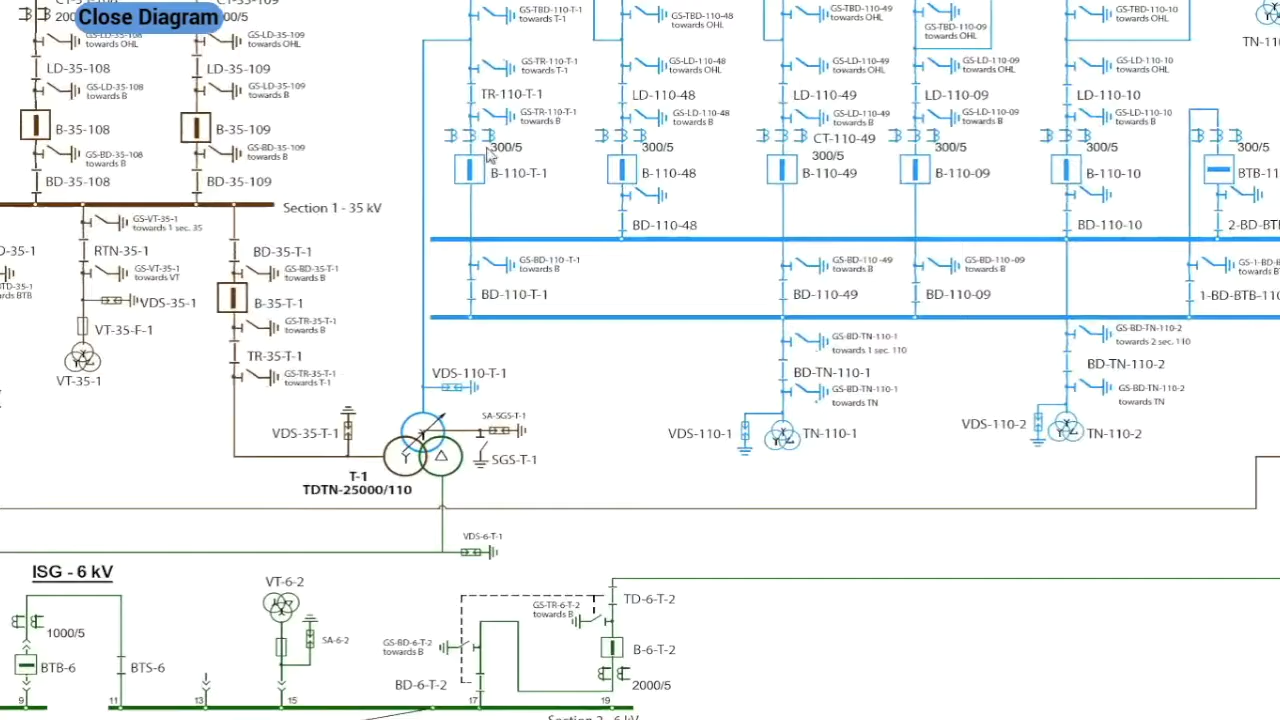 Close Diagram
GS-LD-35-108
towards OHL
LD-35-108
GS-LD-35-108
towards B
B-35-108
GS-BD-35-108
towards B
BD-35-108
GS-LD-35-109
towards OHL
LD-35-109
GS-LD-35-109
towards B
B-35-109
GS-BD-35-109
towards B
BD-35-109
Section 1 - 35 kV
GS-VT-35-1
towards 1 sec. 35
RTN-35-1
GS-VT-35-1
towards VT
VDS-35-1
VT-35-F-1
VT-35-1
BD-35-T-1
GS-BD-35-T-1
towards B
B-35-T-1
GS-TR-35-T-1
towards B
TR-35-T-1
GS-TR-35-T-1
towards T-1
VDS-35-T-1
T-1
TDTN-25000/110
GS-TBD-110-T-1
towards T-1
GS-TR-110-T-1
towards T-1
TR-110-T-1
GS-TR-110-T-1
towards B
300/5
B-110-T-1
GS-BD-110-T-1
towards B
BD-110-T-1
VDS-110-T-1
SA-SGS-T-1
SGS-T-1
VDS-6-T-1
GS-TBD-110-48
towards OHL
GS-LD-110-48
towards OHL
LD-110-48
GS-LD-110-48
towards B
300/5
B-110-48
BD-110-48
GS-TBD-110-49
towards OHL
GS-LD-110-49
towards OHL
LD-110-49
GS-LD-110-49
towards B
CT-110-49
300/5
B-110-49
GS-BD-110-49
towards B
BD-110-49
GS-BD-TN-110-1
towards 1 sec. 110
BD-TN-110-1
GS-BD-TN-110-1
towards TN
VDS-110-1
TN-110-1
GS-TBD-110-09
towards OHL
GS-LD-110-09
towards OHL
LD-110-09
GS-LD-110-09
towards B
300/5
B-110-09
GS-BD-110-09
towards B
BD-110-09
GS-TBD-110-10
towards OHL
GS-LD-110-10
towards OHL
LD-110-10
GS-LD-110-10
towards B
300/5
B-110-10
BD-110-10
GS-BD-TN-110-2
towards 2 sec. 110
BD-TN-110-2
GS-BD-TN-110-2
towards TN
VDS-110-2
TN-110-2
300/5
ISG - 6 kV
1000/5
BTB-6
9
BTS-6
11
13
VT-6-2
SA-6-2
15
GS-TR-6-T-2
towards B
GS-BD-6-T-2
towards B
BD-6-T-2
17
TD-6-T-2
B-6-T-2
2000/5
19